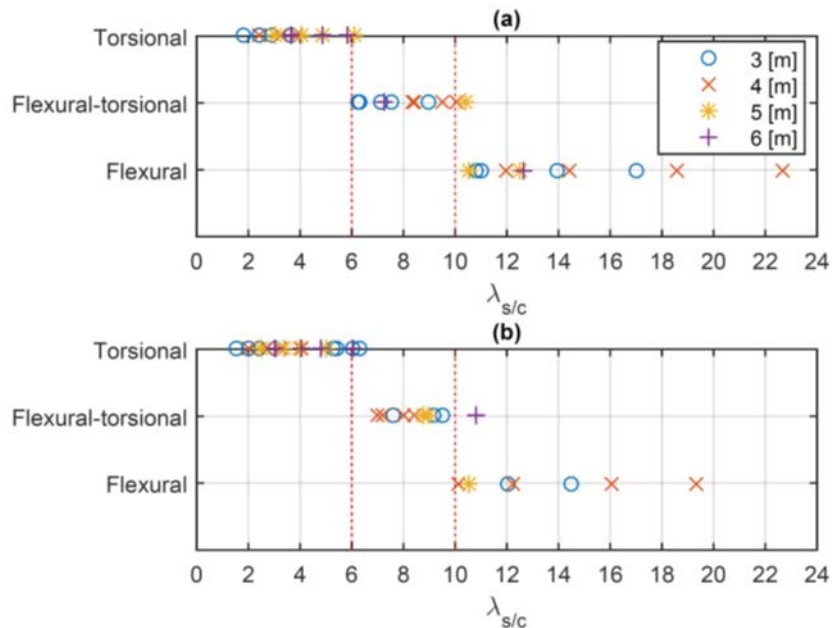 (a)
Torsional
Flexural-torsional
Flexural
3 [m]
4 [m]
5 [m]
6 [m]
0 2 4 6 8 10 12 14 16 18 20 22 24
λs/c
(b)
Torsional
Flexural-torsional
Flexural
0 2 4 6 8 10 12 14 16 18 20 22 24
λs/c